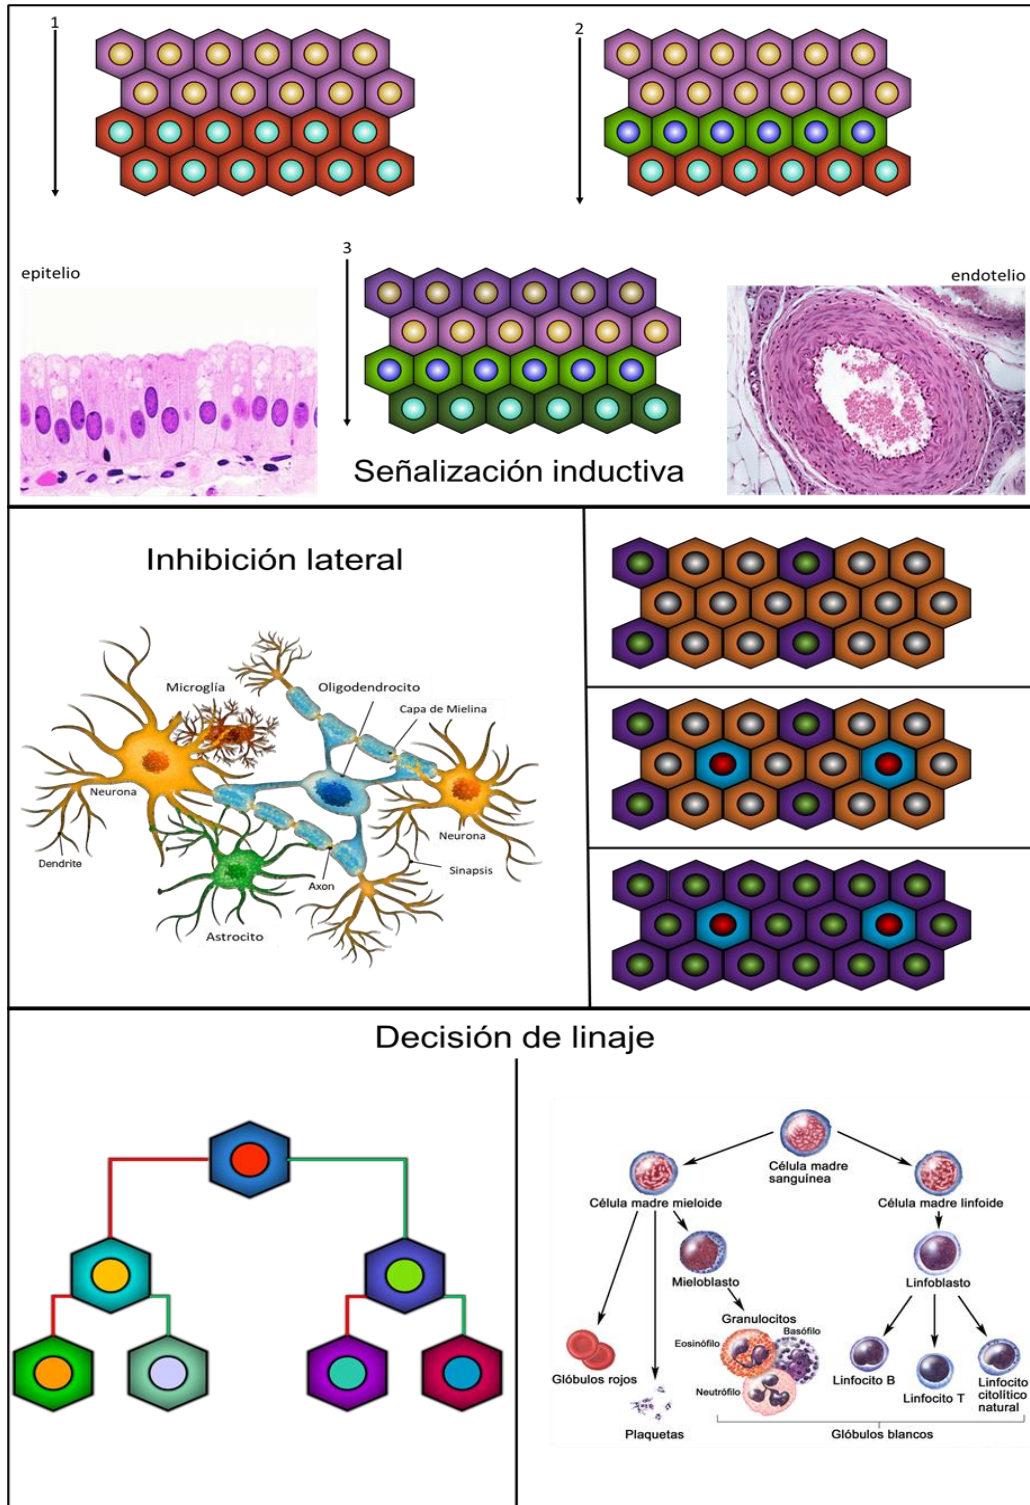 1
2
3
epitelio
endotelio
Señalización inductiva
Inhibición lateral
Microglía
Oligodendrocito
Capa de Mielina
Neurona
Neurona
Dendrite
Sinapsis
Axon
Astrocito
Decisión de linaje
Célula madre
sanguínea
Célula madre mieloide
Célula madre linfoide
Mieloblasto
Linfoblasto
Granulocitos
Basófilo
Eosinófilo
Neutrófilo
Glóbulos rojos
Plaquetas
Linfocito B
Linfocito T
Linfocito
citolítico
natural
Glóbulos blancos